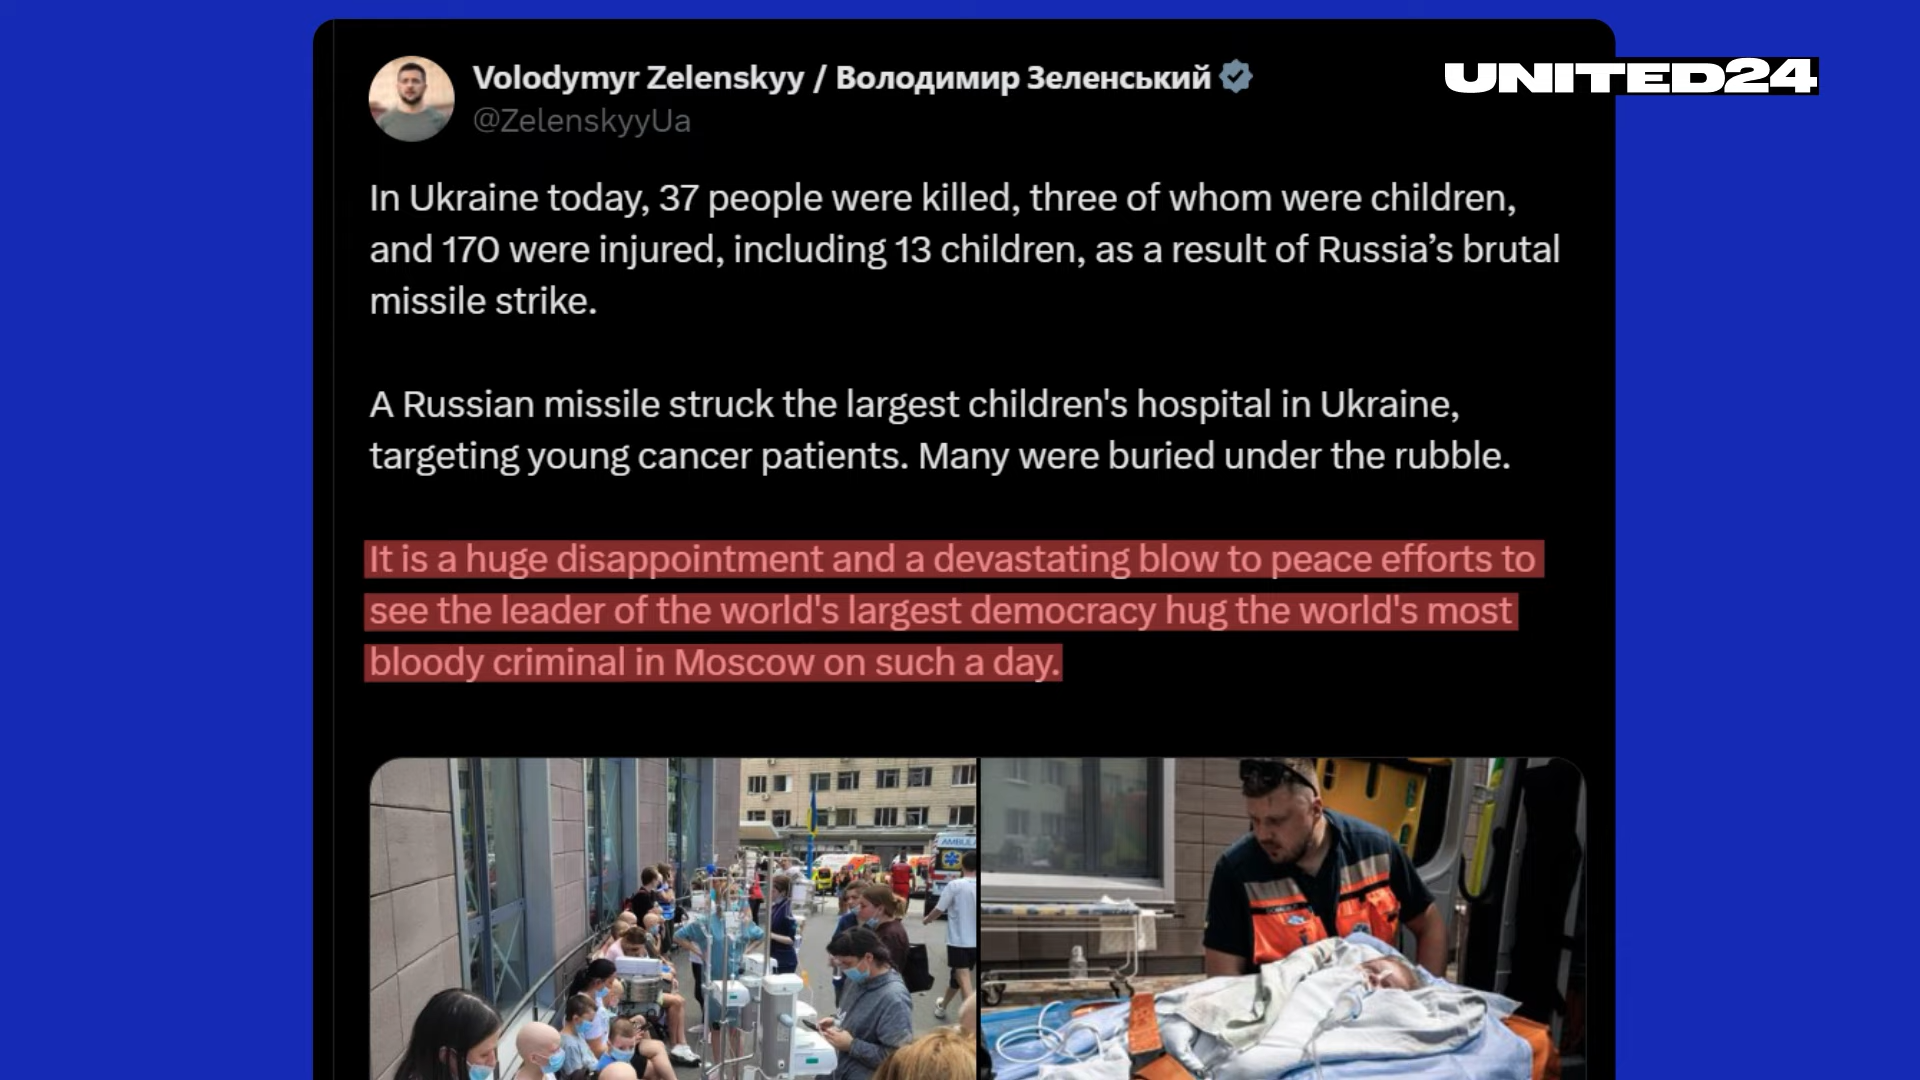 Volodymyr Zelenskyy / Володимир Зеленський
UNITED24
@ZelenskyyUa
In Ukraine today, 37 people were killed, three of whom were children,
and 170 were injured, including 13 children, as a result of Russia’s brutal
missile strike.
A Russian missile struck the largest children's hospital in Ukraine,
targeting young cancer patients. Many were buried under the rubble.
It is a huge disappointment and a devastating blow to peace efforts to
see the leader of the world's largest democracy hug the world's most
bloody criminal in Moscow on such a day.